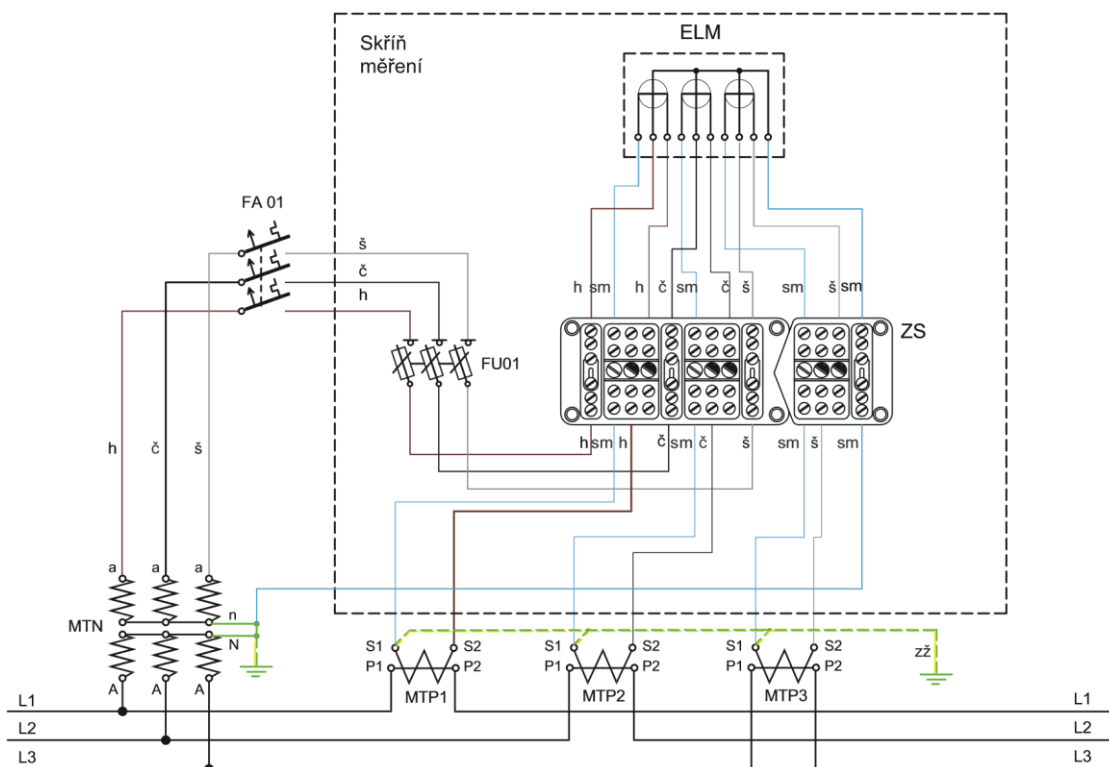 Skříň
měření
ELM
FA 01
š
č
h
h sm h č sm č š sm š sm
ZS
FU01
h č š
h sm h č sm č š sm š sm
a a a
n
MTN
N
A A A
S1 S2 S1 S2 S1 S2
zž
P1 P2 P1 P2 P1 P2
MTP1 MTP2 MTP3
L1 L1
L2 L2
L3 L3